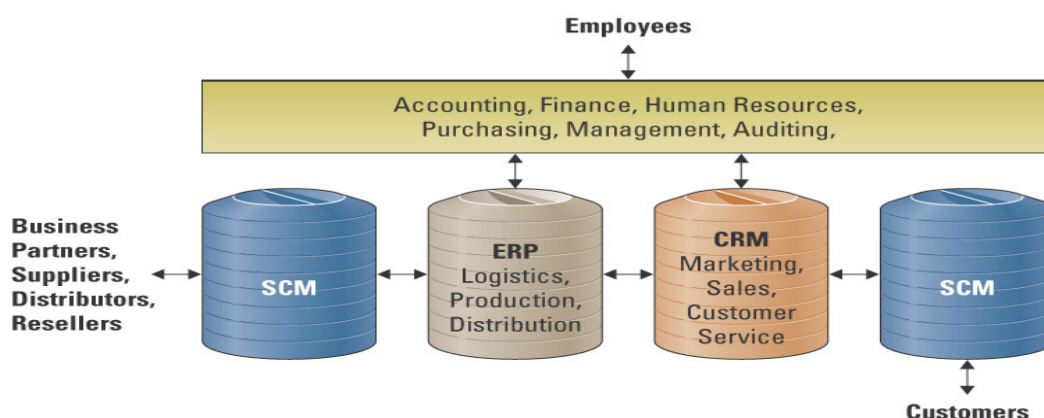 Employees
Accounting, Finance, Human Resources,
Purchasing, Management, Auditing,
Business
Partners,
Suppliers,
Distributors,
Resellers
SCM
ERP
Logistics,
Production,
Distribution
CRM
Marketing,
Sales,
Customer
Service
SCM
Customers